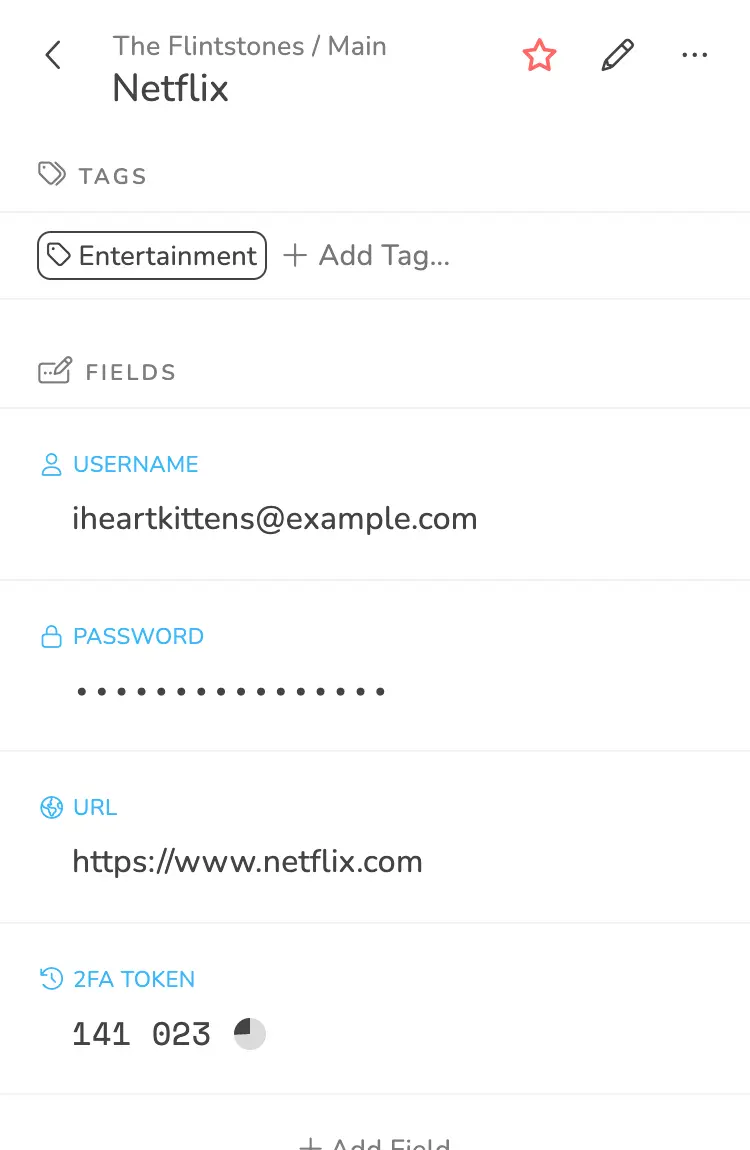 The Flintstones / Main
Netflix
TAGS
Entertainment
Add Tag...
FIELDS
USERNAME
iheartkittens@example.com
PASSWORD
••••••••••••••••
URL
https://www.netflix.com
2FA TOKEN
141 023
Add Field